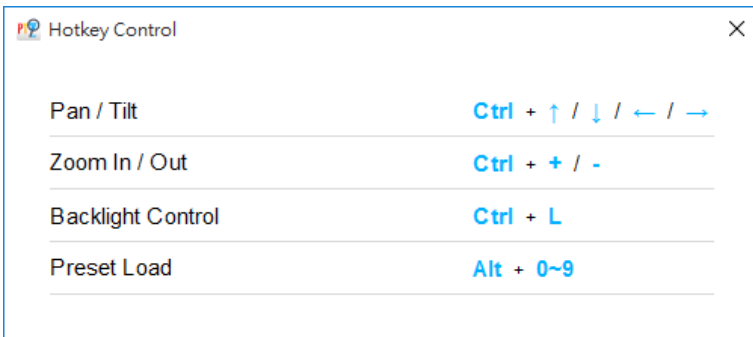 Hotkey Control
Pan / Tilt Ctrl + ↑ / ↓ / ← / →
Zoom In / Out Ctrl + + / -
Backlight Control Ctrl + L
Preset Load Alt + 0~9